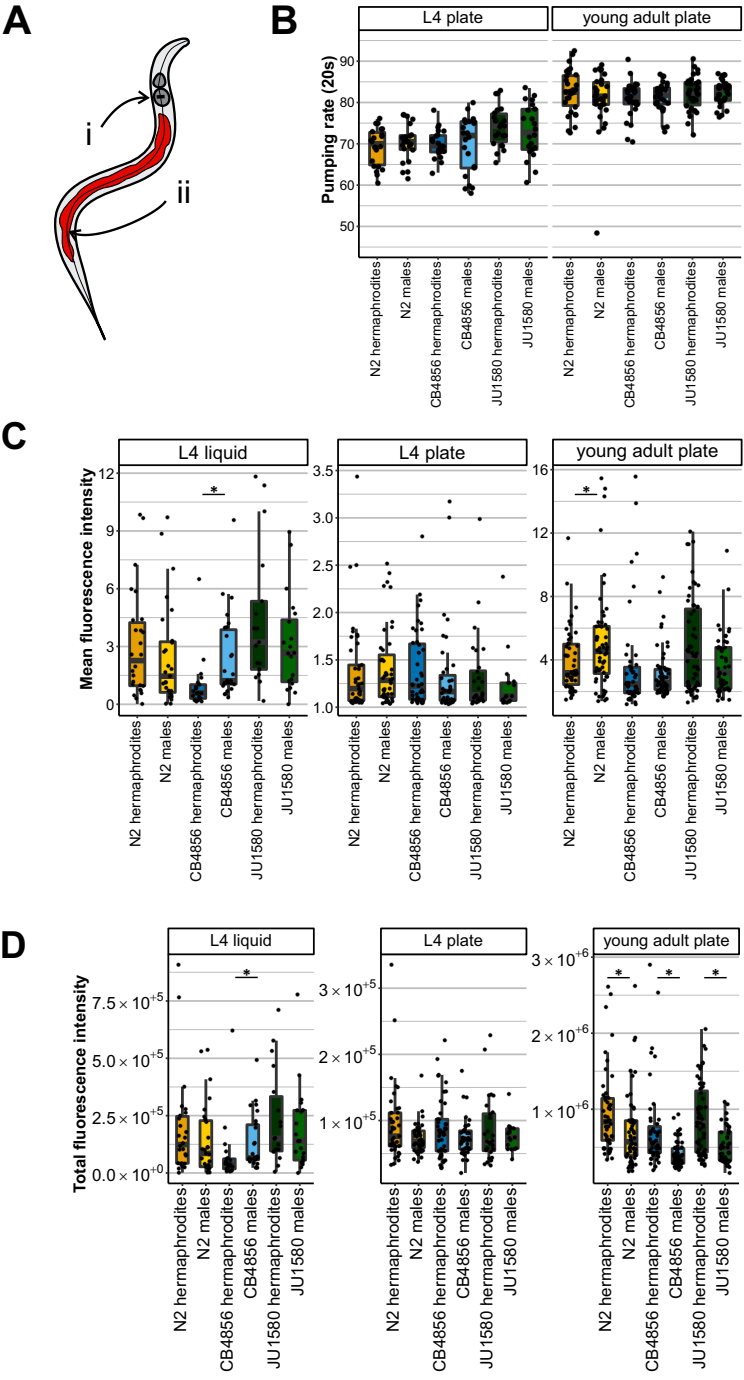 A
i
ii
B
L4 plate
young adult plate
Pumping rate (20s)
90
80
70
60
50
N2 hermaphrodites
N2 males
CB4856 hermaphrodites
CB4856 males
JU1580 hermaphrodites
JU1580 males
N2 hermaphrodites
N2 males
CB4856 hermaphrodites
CB4856 males
JU1580 hermaphrodites
JU1580 males
C
Mean fluorescence intensity
L4 liquid
12
9
6
3
0
*
N2 hermaphrodites
N2 males
CB4856 hermaphrodites
CB4856 males
JU1580 hermaphrodites
JU1580 males
L4 plate
3.5
3.0
2.5
2.0
1.5
1.0
N2 hermaphrodites
N2 males
CB4856 hermaphrodites
CB4856 males
JU1580 hermaphrodites
JU1580 males
young adult plate
16
12
8
4
*
N2 hermaphrodites
N2 males
CB4856 hermaphrodites
CB4856 males
JU1580 hermaphrodites
JU1580 males
D
Total fluorescence intensity
L4 liquid
7.5 × 10+5
5.0 × 10+5
2.5 × 10+5
0.0 × 10+0
*
N2 hermaphrodites
N2 males
CB4856 hermaphrodites
CB4856 males
JU1580 hermaphrodites
JU1580 males
L4 plate
3 × 10+5
2 × 10+5
1 × 10+5
N2 hermaphrodites
N2 males
CB4856 hermaphrodites
CB4856 males
JU1580 hermaphrodites
JU1580 males
young adult plate
3 × 10+6
2 × 10+6
1 × 10+6
* * *
N2 hermaphrodites
N2 males
CB4856 hermaphrodites
CB4856 males
JU1580 hermaphrodites
JU1580 males